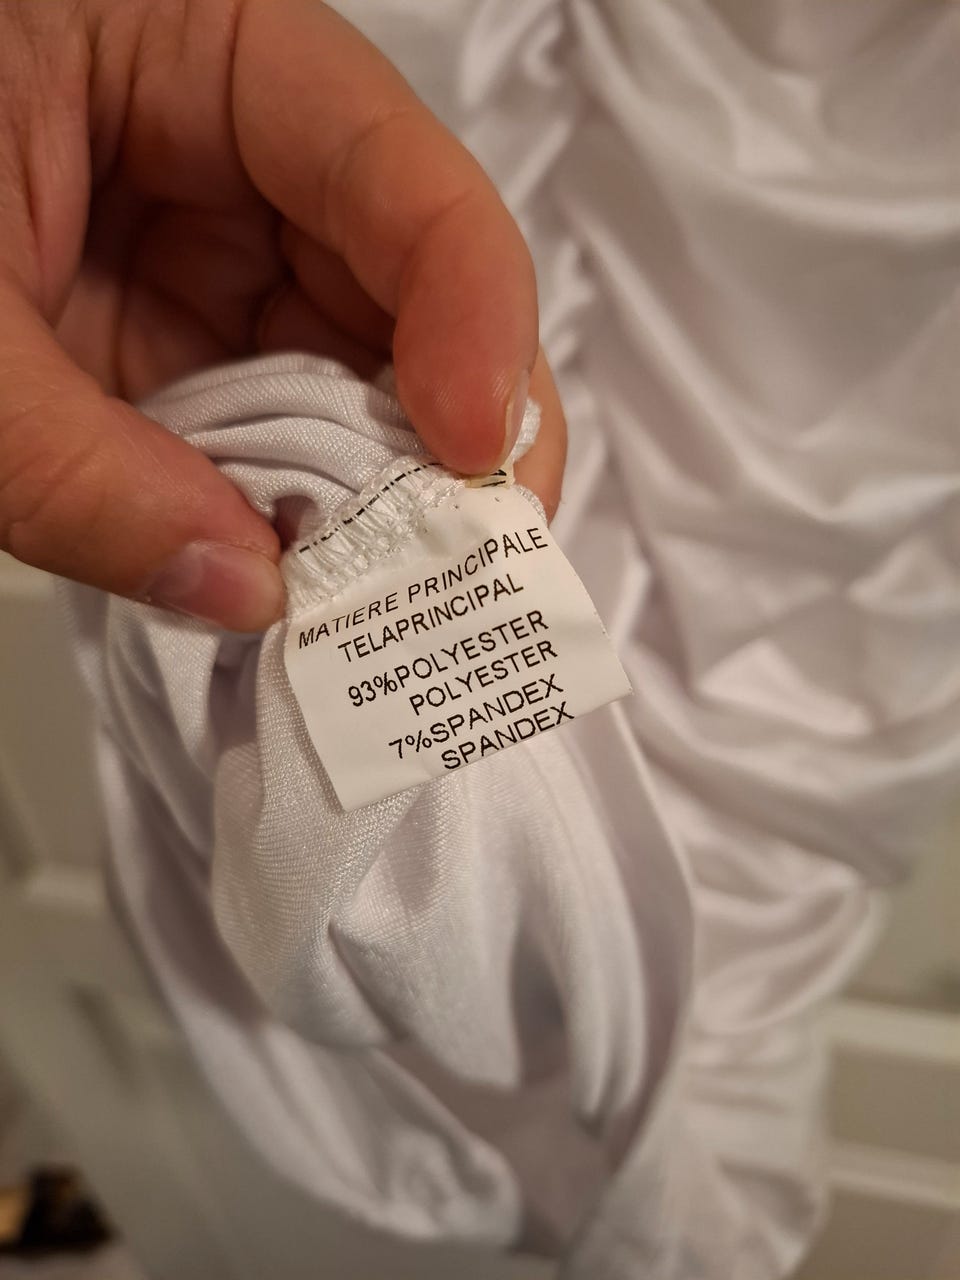 MATIERE PRINCIPALE
TELAPRINCIPAL
93%POLYESTER
POLYESTER
7%SPANDEX
SPANDEX